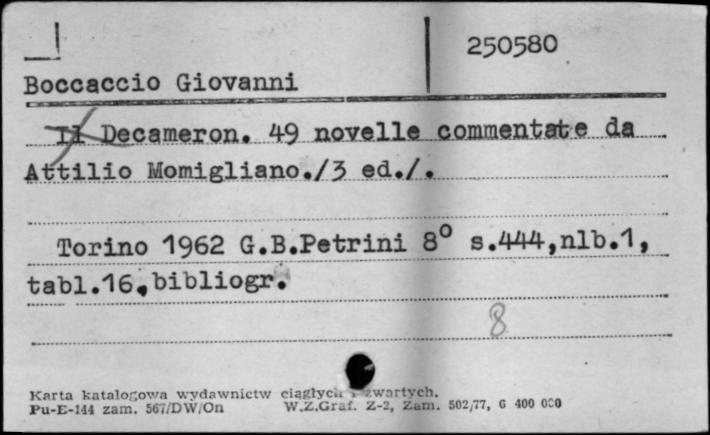 250580
Boccaccio Giovanni
Il Decameron. 49 novelle commentate da
Attilio Momigliano./3 ed./.
Torino 1962 G.B.Petrini 8° s.444,nlb.1,
tabl.16,bibliogr.
8
Karta katalogowa wydawnictw ciągłych i zwartych.
Pu-E-144 zam. 567/DW/On W.Z.Graf. Z-2, Zam. 502/77, G 400 000